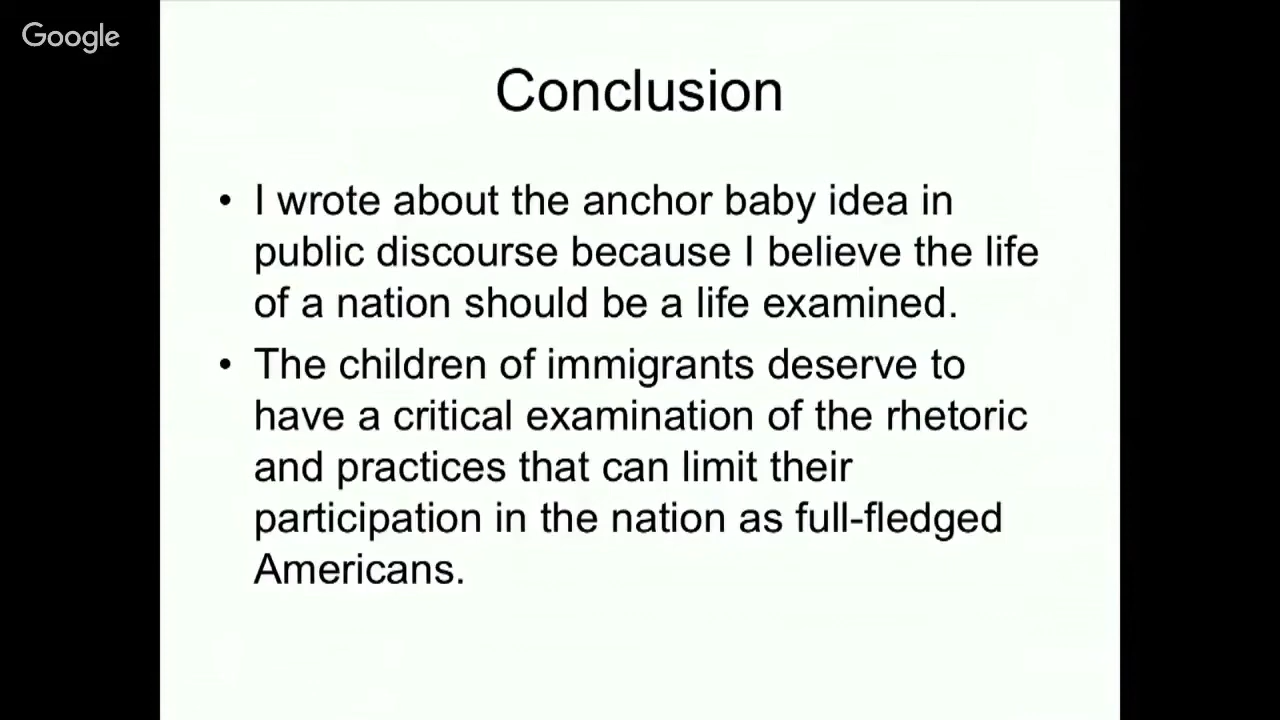 Google
Conclusion
• I wrote about the anchor baby idea in
public discourse because I believe the life
of a nation should be a life examined.
• The children of immigrants deserve to
have a critical examination of the rhetoric
and practices that can limit their
participation in the nation as full-fledged
Americans.